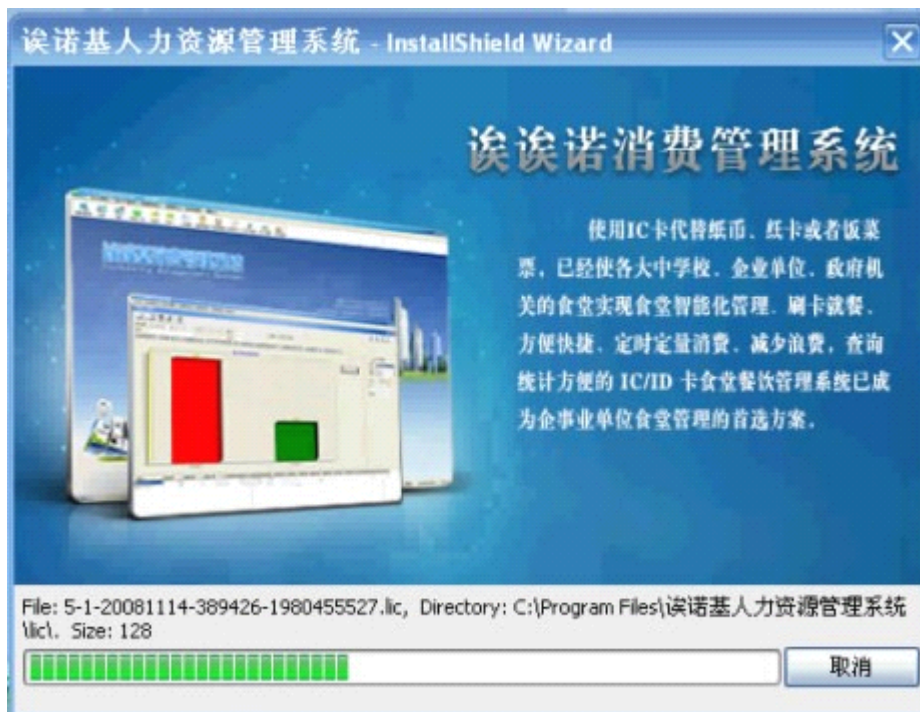 诶诺基人力资源管理系统 - InstallShield Wizard
诶诶诺消费管理系统
使用IC卡代替纸币、纸卡或者饭菜
票，已经使各大中学校、企业单位、政府机
关的食堂实现食堂智能化管理、刷卡就餐、
方便快捷、定时定量消费、减少浪费，查询
统计方便的 IC/ID 卡食堂餐饮管理系统已成
为企事业单位食堂管理的首选方案。
File: 5-1-20081114-389426-1980455527.lic, Directory: C:\Program Files\诶诺基人力资源管理系统
\lic\. Size: 128
取消